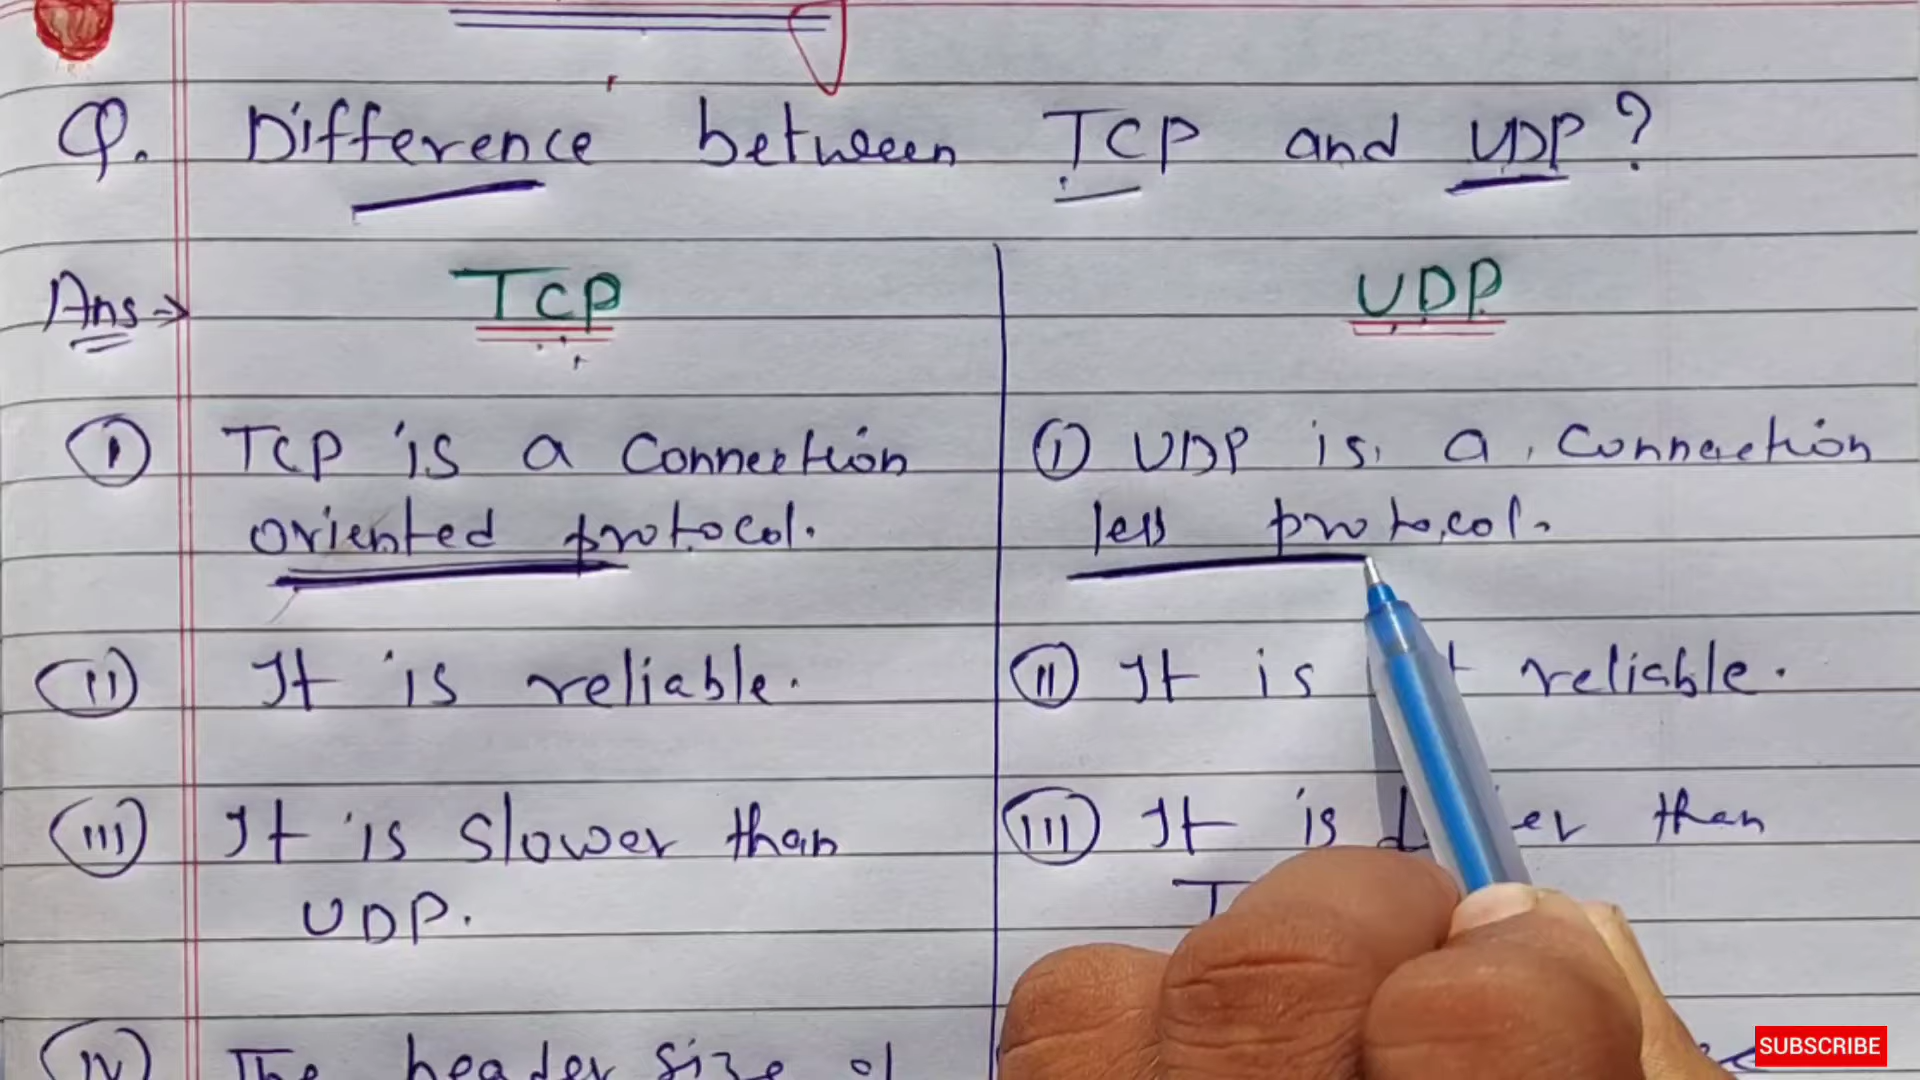 Q. Difference between TCP and UDP?
Ans → TCP UDP
(I) TCP is a connection
oriented protocol.
(I) UDP is a connection
less protocol.
(II) It is reliable.
(II) It is reliable.
(III) It is slower than
UDP.
(III) It is than
(IV) The header size of
SUBSCRIBE